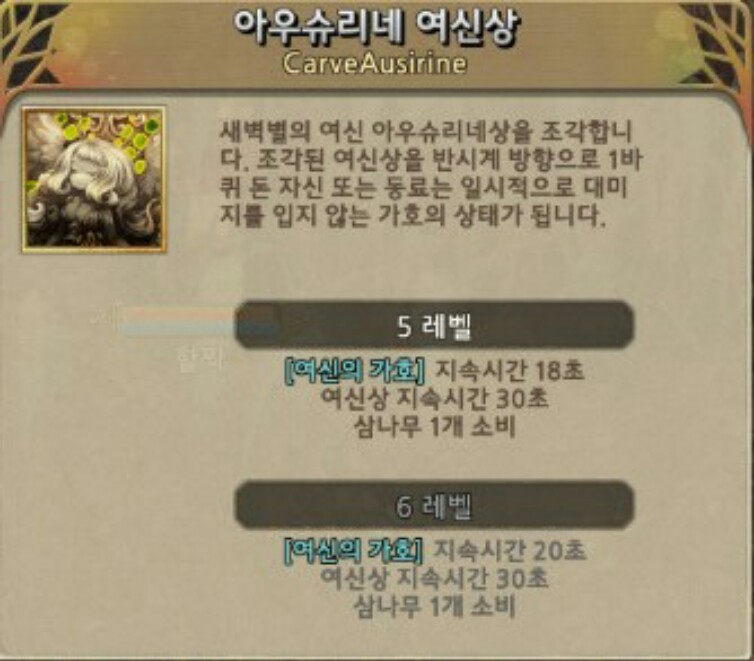 아우슈리네 여신상
CarveAusirine
새벽별의 여신 아우슈리네상을 조각합니
다. 조각된 여신상을 반시계 방향으로 1바
퀴 돈 자신 또는 동료는 일시적으로 대미
지를 입지 않는 가호의 상태가 됩니다.
5 레벨
[여신의 가호] 지속시간 18초
여신상 지속시간 30초
삼나무 1개 소비
6 레벨
[여신의 가호] 지속시간 20초
여신상 지속시간 30초
삼나무 1개 소비